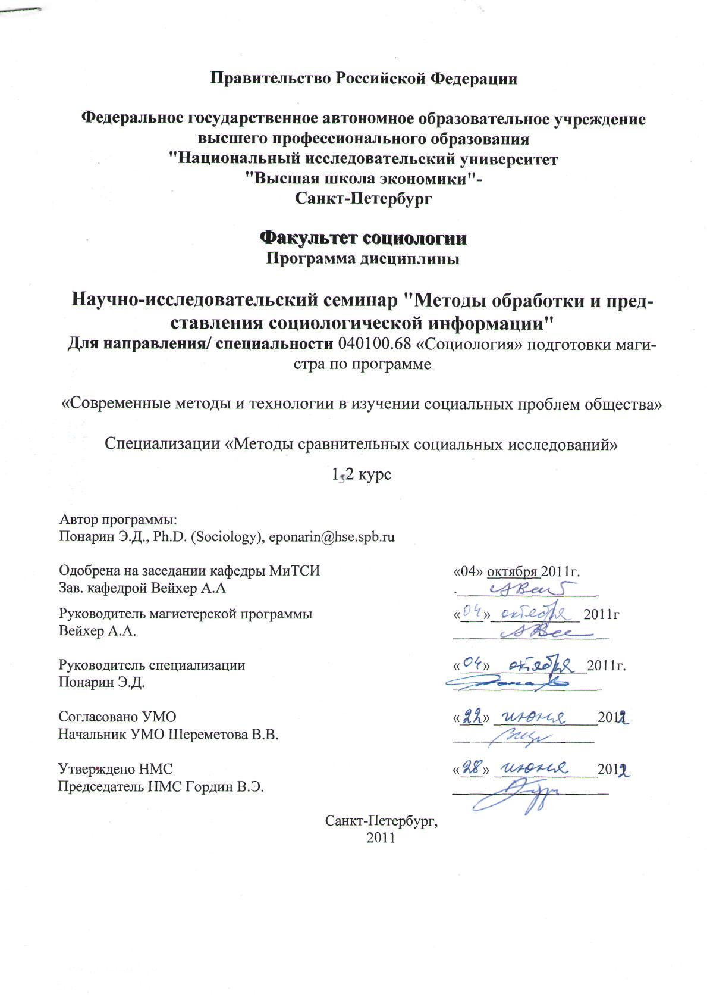 Правительство Российской Федерации
Федеральное государственное автономное образовательное учреждение
высшего профессионального образования
"Национальный исследовательский университет
"Высшая школа экономики"-
Санкт-Петербург
Факультет социологии
Программа дисциплины
Научно-исследовательский семинар "Методы обработки и пред-
ставления социологической информации"
Для направления/ специальности 040100.68 «Социология» подготовки маги-
стра по программе
«Современные методы и технологии в изучении социальных проблем общества»
Специализации «Методы сравнительных социальных исследований»
1,2 курс
Автор программы:
Понарин Э.Д., Ph.D. (Sociology), eponarin@hse.spb.ru
Одобрена на заседании кафедры МиТСИ «04» октября 2011г.
Зав. кафедрой Вейхер А.А .
Руководитель магистерской программы «04» октября 2011г
Вейхер А.А.
Руководитель специализации «04» октября 2011г.
Понарин Э.Д.
Согласовано УМО «22» июня 2012
Начальник УМО Шереметова В.В.
Утверждено НМС «28» июня 2012
Председатель НМС Гордин В.Э.
Санкт-Петербург,
2011